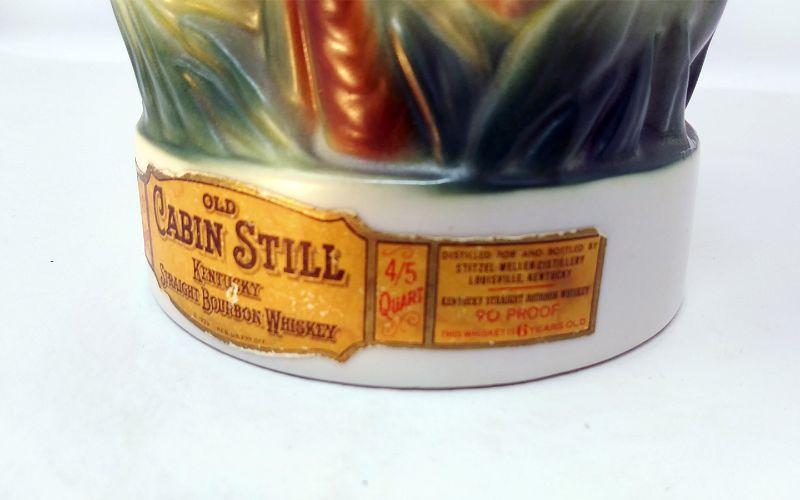 OLD
CABIN STILL
KENTUCKY
STRAIGHT BOURBON WHISKEY
4/5
QUART
DISTILLED FOR AND BOTTLED BY
STITZEL-WELLER DISTILLERY
LOUISVILLE, KENTUCKY
KENTUCKY STRAIGHT BOURBON WHISKEY
90 PROOF
THIS WHISKEY IS 6 YEARS OLD